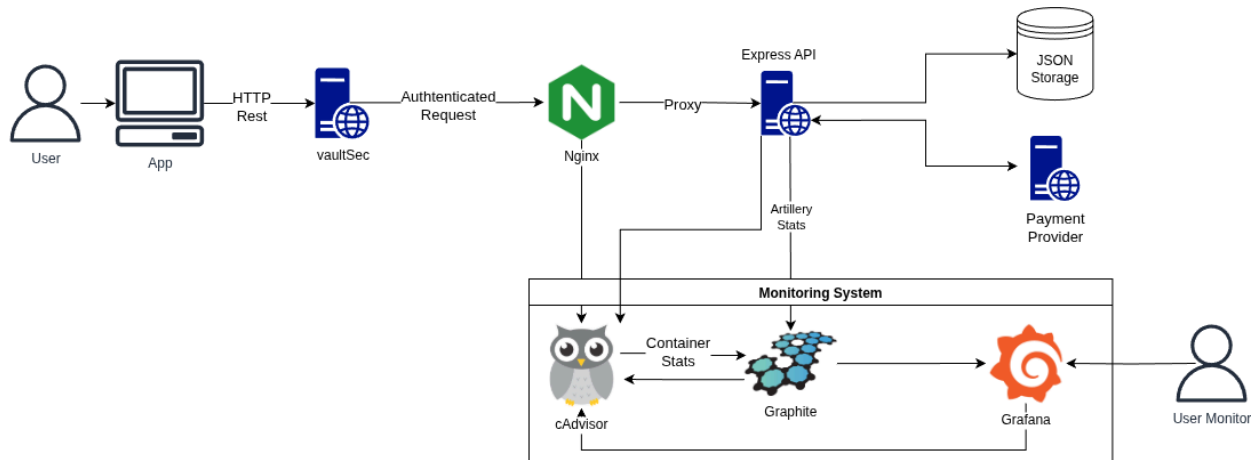 Express API
JSON
Storage
HTTP
Rest
Authtenticated
Request
Proxy
User
App
vaultSec
Nginx
Artillery
Stats
Payment
Provider
Monitoring System
Container
Stats
cAdvisor
Graphite
Grafana
User Monitor